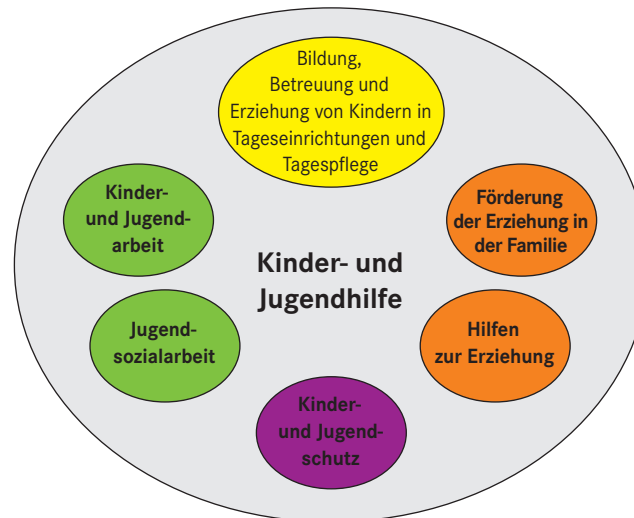 Bildung,
Betreuung und
Erziehung von Kindern in
Tageseinrichtungen und
Tagespflege
Kinder-
und Jugend-
arbeit
Förderung
der Erziehung in
der Familie
Kinder- und
Jugendhilfe
Jugend-
sozialarbeit
Hilfen
zur Erziehung
Kinder-
und Jugend-
schutz